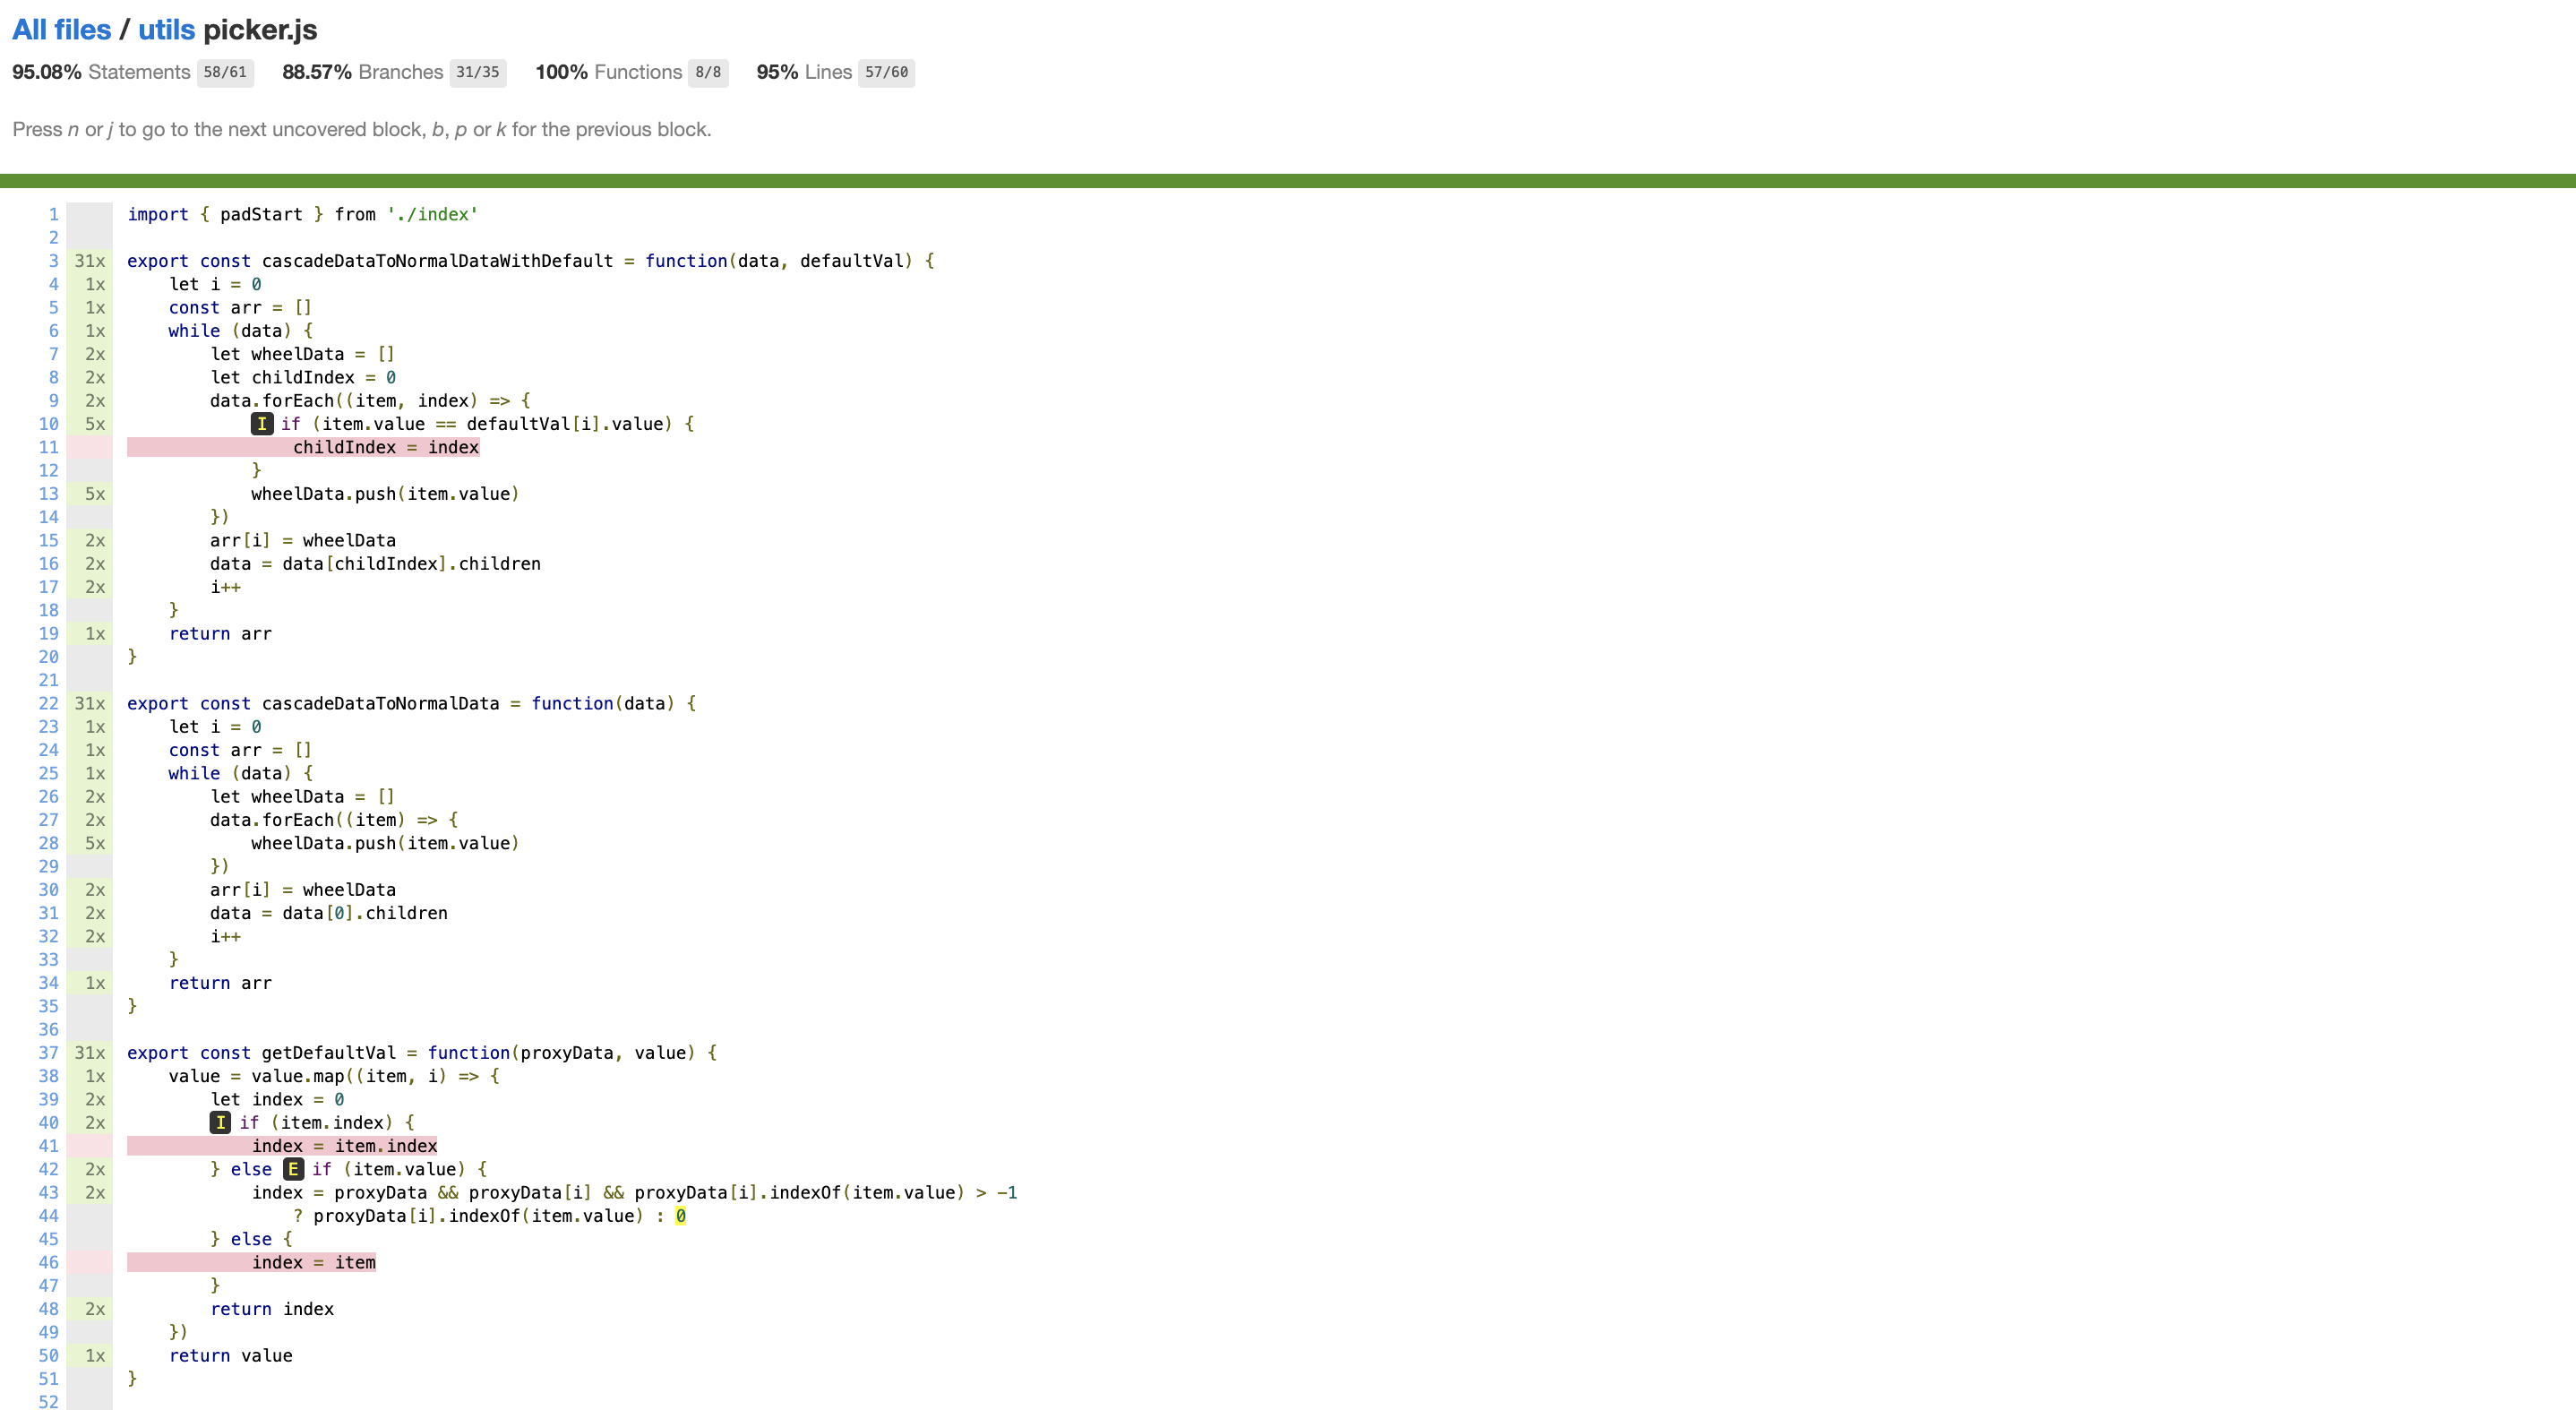 All files / utils picker.js
95.08% Statements 58/61 88.57% Branches 31/35 100% Functions 8/8 95% Lines 57/60
Press n or j to go to the next uncovered block, b, p or k for the previous block.
1 import { padStart } from './index'
2
3 31x export const cascadeDataToNormalDataWithDefault = function(data, defaultVal) {
4 1x let i = 0
5 1x const arr = []
6 1x while (data) {
7 2x let wheelData = []
8 2x let childIndex = 0
9 2x data.forEach((item, index) => {
10 5x I if (item.value == defaultVal[i].value) {
11 childIndex = index
12 }
13 5x wheelData.push(item.value)
14 })
15 2x arr[i] = wheelData
16 2x data = data[childIndex].children
17 2x i++
18 }
19 1x return arr
20 }
21
22 31x export const cascadeDataToNormalData = function(data) {
23 1x let i = 0
24 1x const arr = []
25 1x while (data) {
26 2x let wheelData = []
27 2x data.forEach((item) => {
28 5x wheelData.push(item.value)
29 })
30 2x arr[i] = wheelData
31 2x data = data[0].children
32 2x i++
33 }
34 1x return arr
35 }
36
37 31x export const getDefaultVal = function(proxyData, value) {
38 1x value = value.map((item, i) => {
39 2x let index = 0
40 2x I if (item.index) {
41 index = item.index
42 2x } else E if (item.value) {
43 2x index = proxyData && proxyData[i] && proxyData[i].indexOf(item.value) > -1
44 ? proxyData[i].indexOf(item.value) : 0
45 } else {
46 index = item
47 }
48 2x return index
49 })
50 1x return value
51 }
52